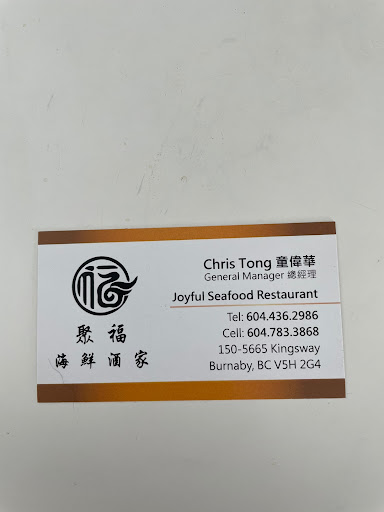 福
聚福
海鮮酒家
Chris Tong 童偉華
General Manager 總經理
Joyful Seafood Restaurant
Tel: 604.436.2986
Cell: 604.783.3868
150-5665 Kingsway
Burnaby, BC V5H 2G4